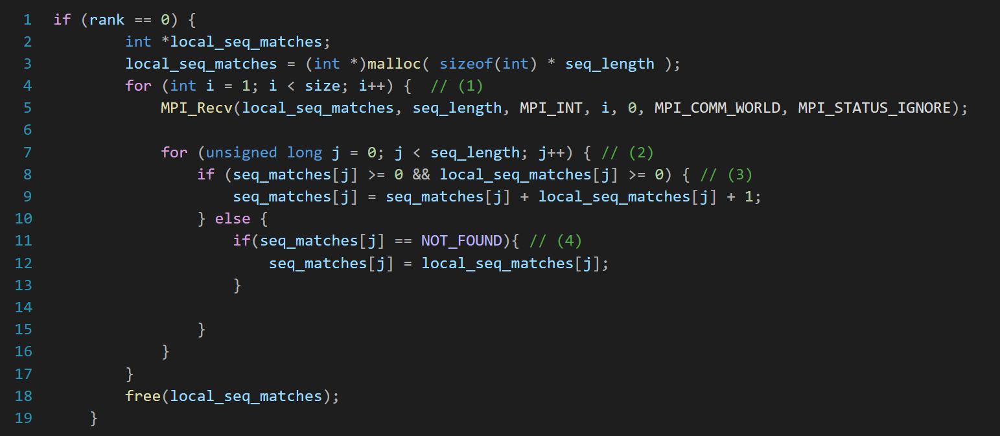 1 if (rank == 0) {
2 int *local_seq_matches;
3 local_seq_matches = (int *)malloc( sizeof(int) * seq_length );
4 for (int i = 1; i < size; i++) {  // (1)
5 MPI_Recv(local_seq_matches, seq_length, MPI_INT, i, 0, MPI_COMM_WORLD, MPI_STATUS_IGNORE);
6
7 for (unsigned long j = 0; j < seq_length; j++) { // (2)
8 if (seq_matches[j] >= 0 && local_seq_matches[j] >= 0) { // (3)
9 seq_matches[j] = seq_matches[j] + local_seq_matches[j] + 1;
10 } else {
11 if(seq_matches[j] == NOT_FOUND){ // (4)
12 seq_matches[j] = local_seq_matches[j];
13 }
14
15 }
16 }
17 }
18 free(local_seq_matches);
19 }